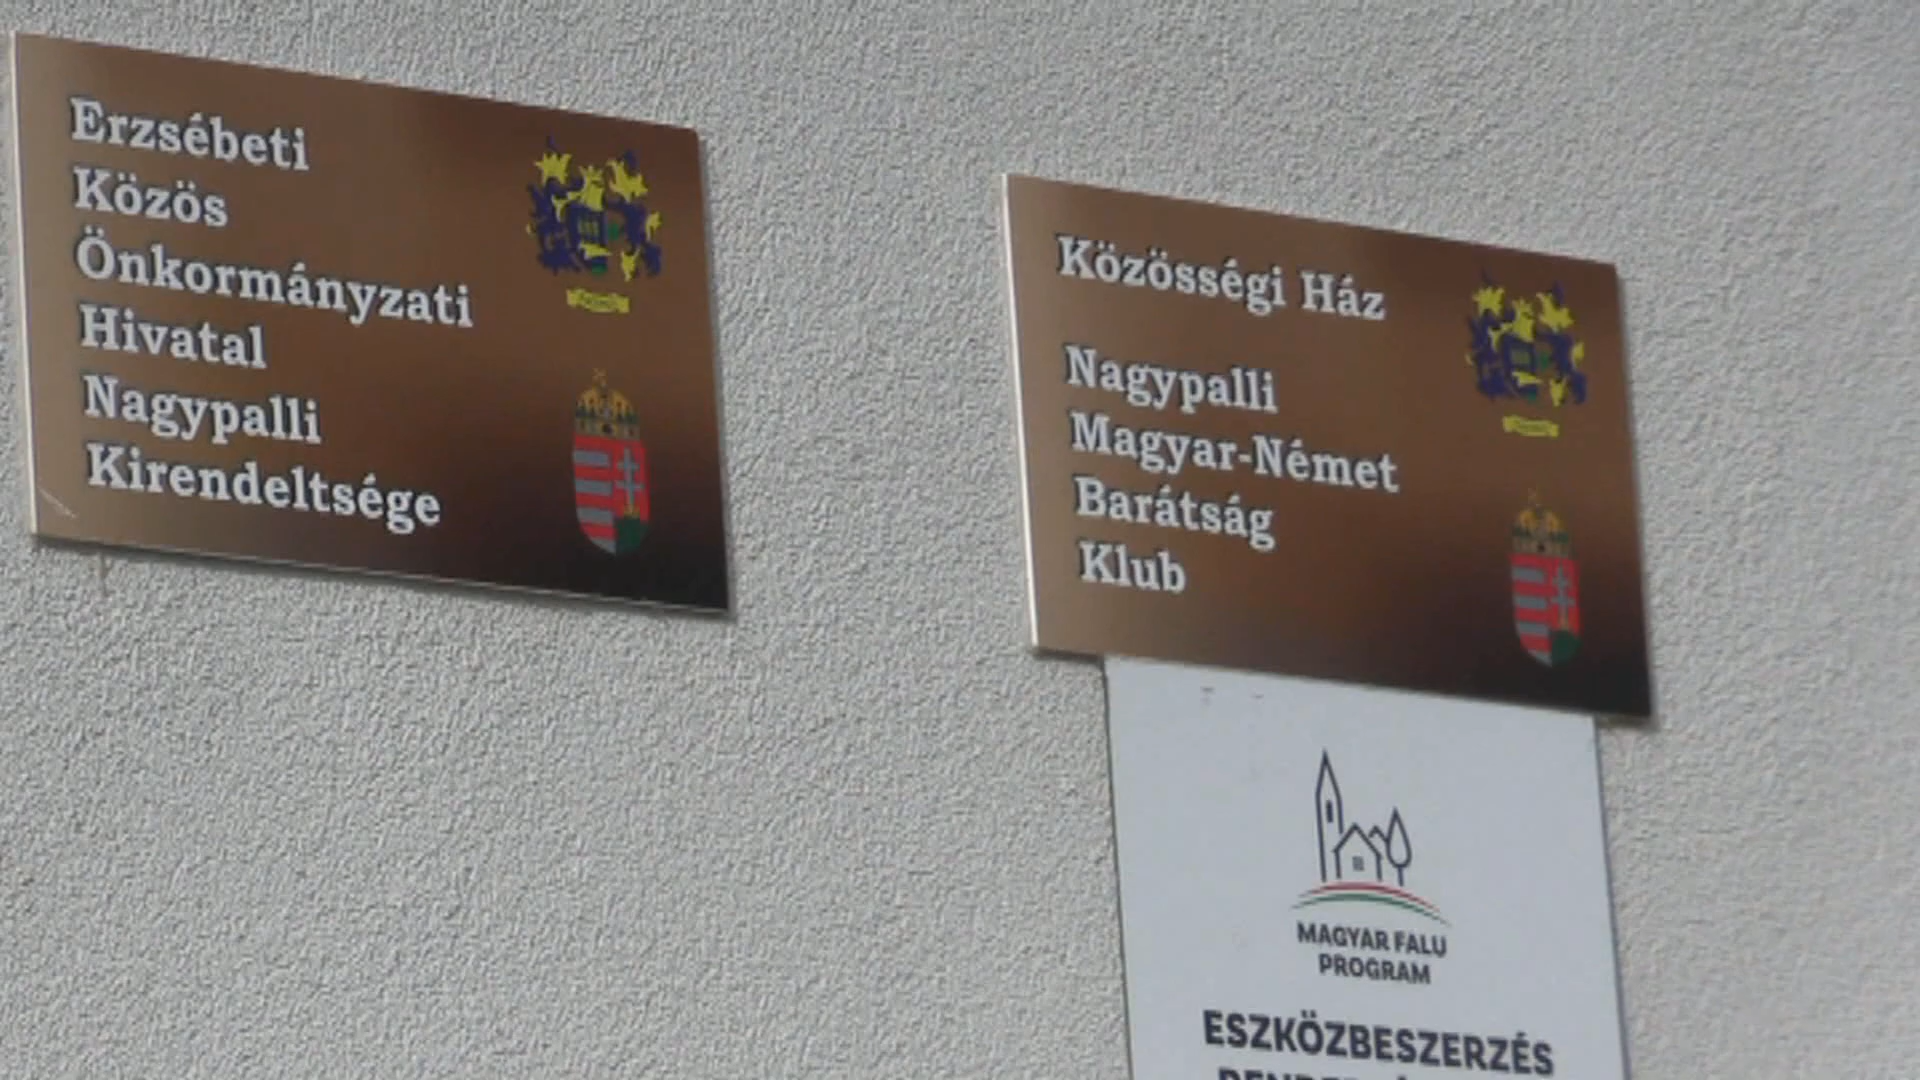 Erzsébeti
Közös
Önkormányzati
Hivatal
Nagypalli
Kirendeltsége
Közösségi Ház
Nagypalli
Magyar-Német
Barátság
Klub
MAGYAR FALU
PROGRAM
ESZKÖZBESZERZÉS